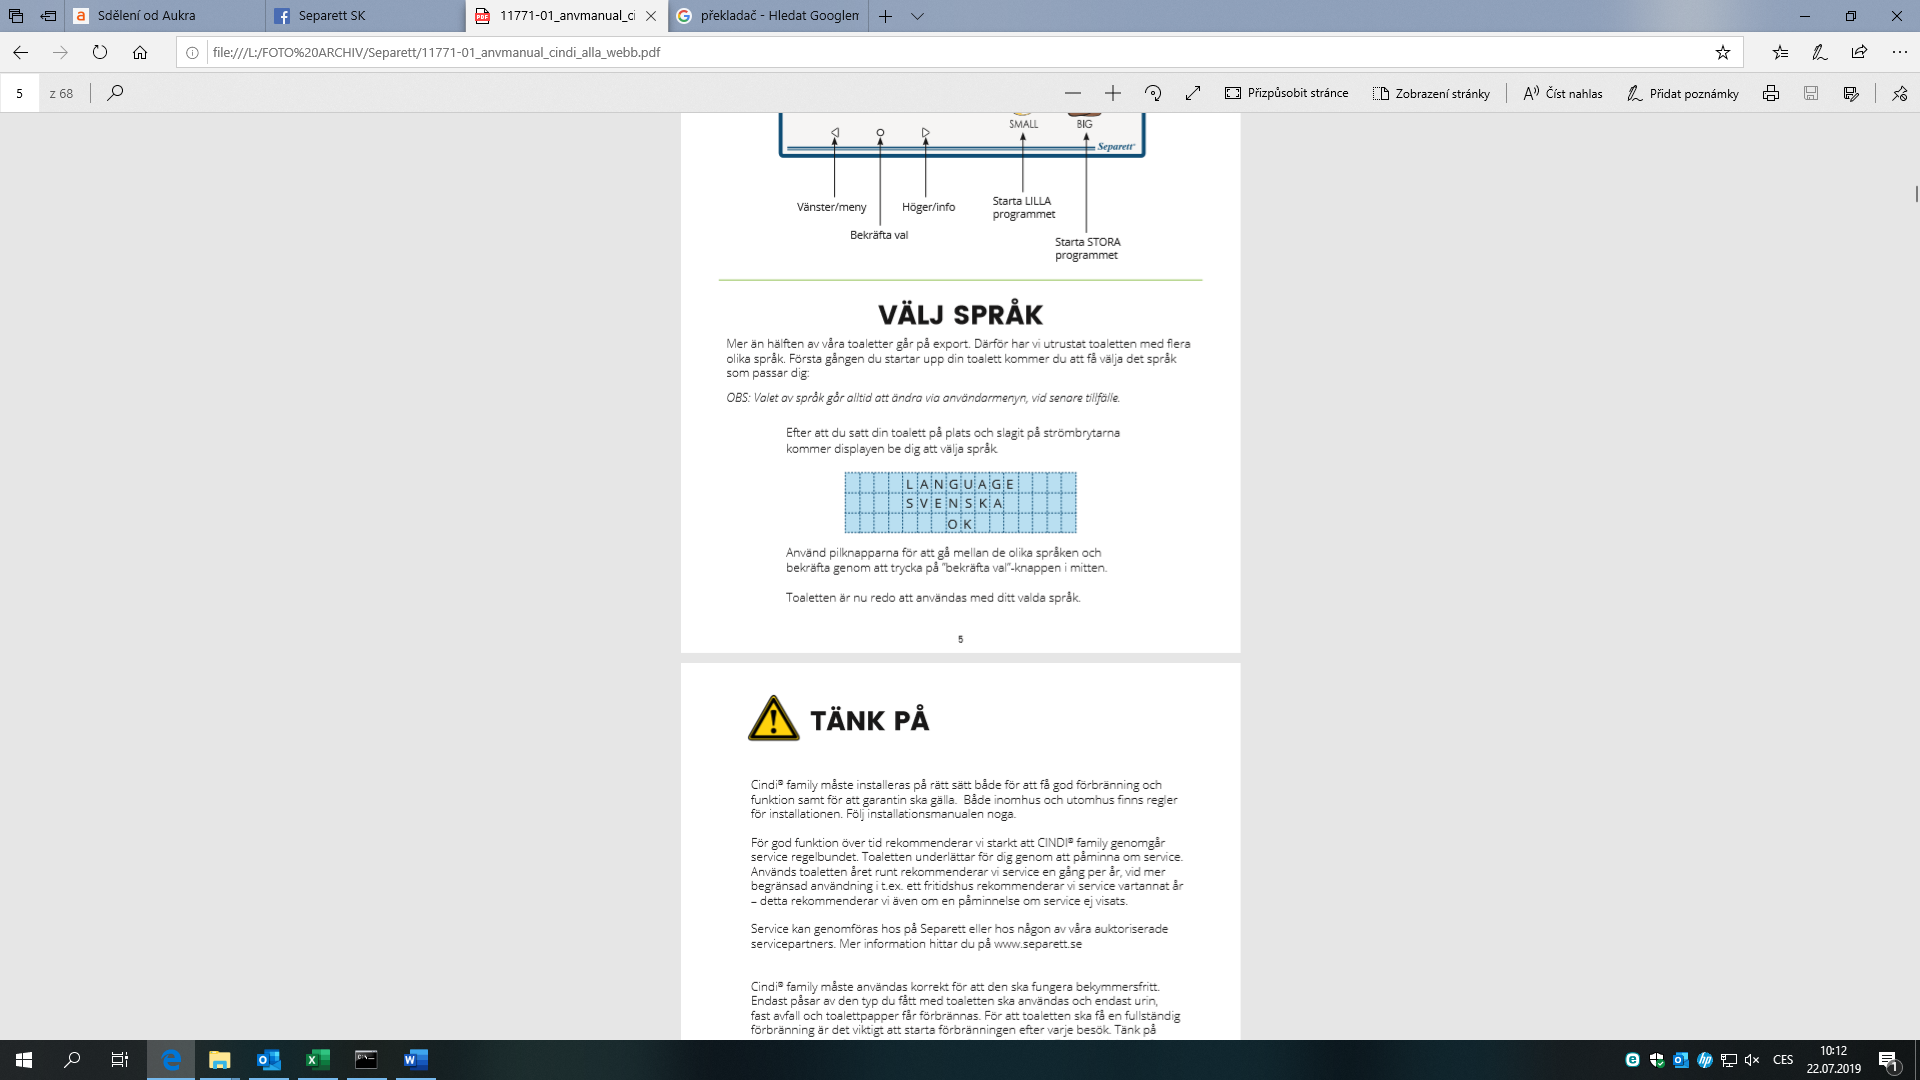 Sdělení od Aukra
Separett SK
11771-01_anvmanual_ci
překladač - Hledat Googlem
file:///L:/FOTO%20ARCHIV/Separett/11771-01_anvmanual_cindi_alla_webb.pdf
5 z 68
Přizpůsobit stránce
Zobrazení stránky
Číst nahlas
Přidat poznámky
SMALL BIG
Separett
Vänster/meny
Höger/info
Starta LILLA
programmet
Bekräfta val
Starta STORA
programmet
VÄLJ SPRÅK
Mer än hälften av våra toaletter går på export. Därför har vi utrustat toaletten med flera
olika språk. Första gången du startar upp din toalett kommer du att få välja det språk
som passar dig:
OBS: Valet av språk går alltid att ändra via användarmenyn, vid senare tillfälle.
Efter att du satt din toalett på plats och slagit på strömbrytarna
kommer displayen be dig att välja språk.
LANGUAGE
SVENSKA
OK
Använd pilknapparna för att gå mellan de olika språken och
bekräfta genom att trycka på ”bekräfta val”-knappen i mitten.
Toaletten är nu redo att användas med ditt valda språk.
5
TÄNK PÅ
Cindi® family måste installeras på rätt sätt både för att få god förbränning och
funktion samt för att garantin ska gälla. Både inomhus och utomhus finns regler
för installationen. Följ installationsmanualen noga.
För god funktion över tid rekommenderar vi starkt att CINDI® family genomgår
service regelbundet. Toaletten underlättar för dig genom att påminna om service.
Används toaletten året runt rekommenderar vi service en gång per år, vid mer
begränsad användning i t.ex. ett fritidshus rekommenderar vi service vartannat år
– detta rekommenderar vi även om en påminnelse om service ej visats.
Service kan genomföras hos på Separett eller hos någon av våra auktoriserade
servicepartners. Mer information hittar du på www.separett.se
Cindi® family måste användas korrekt för att den ska fungera bekymmersfritt.
Endast påsar av den typ du fått med toaletten ska användas och endast urin,
fast avfall och toalettpapper får förbrännas. För att toaletten ska få en fullständig
förbränning är det viktigt att starta förbränningen efter varje besök. Tänk på
CES
10:12
22.07.2019
1